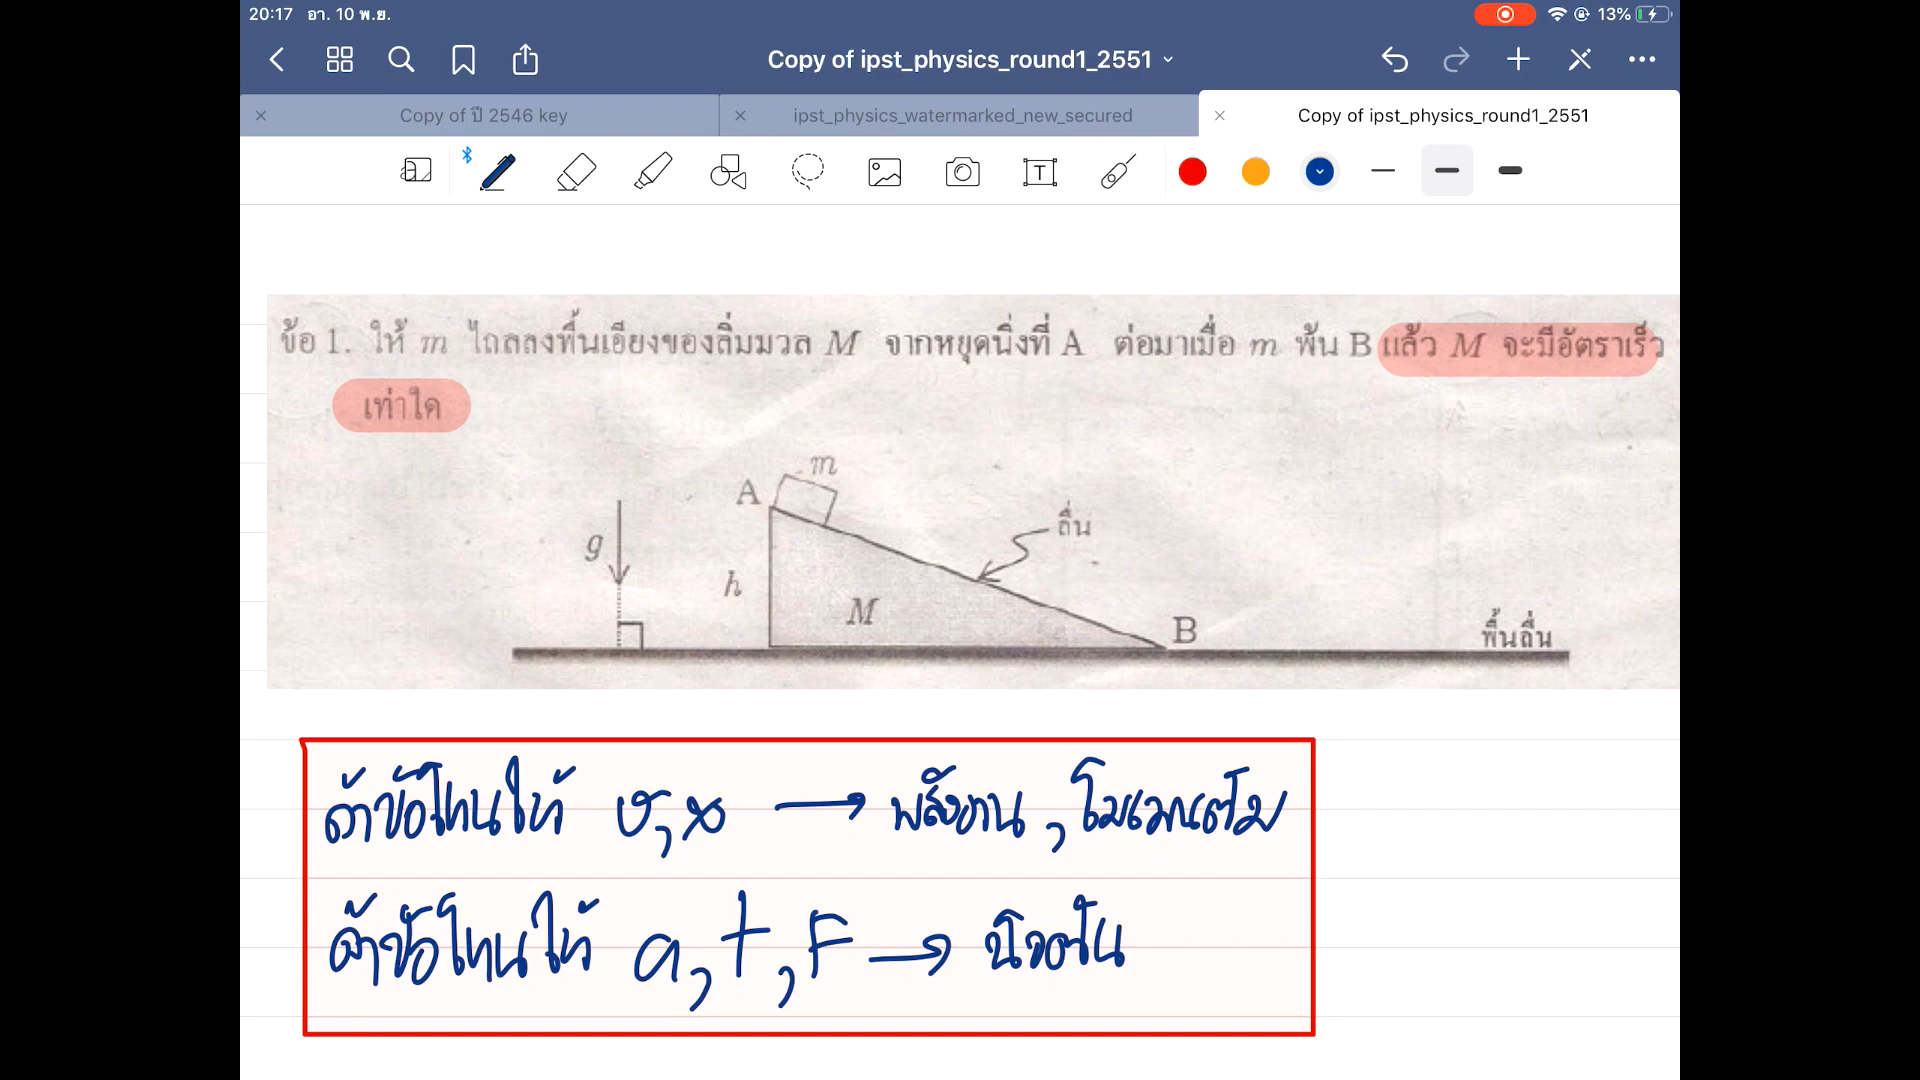 20:17 อา. 10 พ.ย. 13%
Copy of ipst_physics_round1_2551
Copy of ปี 2546 key
ipst_physics_watermarked_new_secured
Copy of ipst_physics_round1_2551
ข้อ 1. ให้ m ไถลลงพื้นเอียงของลิ่มมวล M จากหยุดนิ่งที่ A ต่อมาเมื่อ m พ้น B แล้ว M จะมีอัตราเร็ว
เท่าใด
m
A
ลื่น
g
h
M
B
พื้นลื่น
ถ้าข้อไหนให้ v, x → พลังงาน, โมเมนตัม
ถ้าข้อไหนให้ a, t, F → นิวตัน